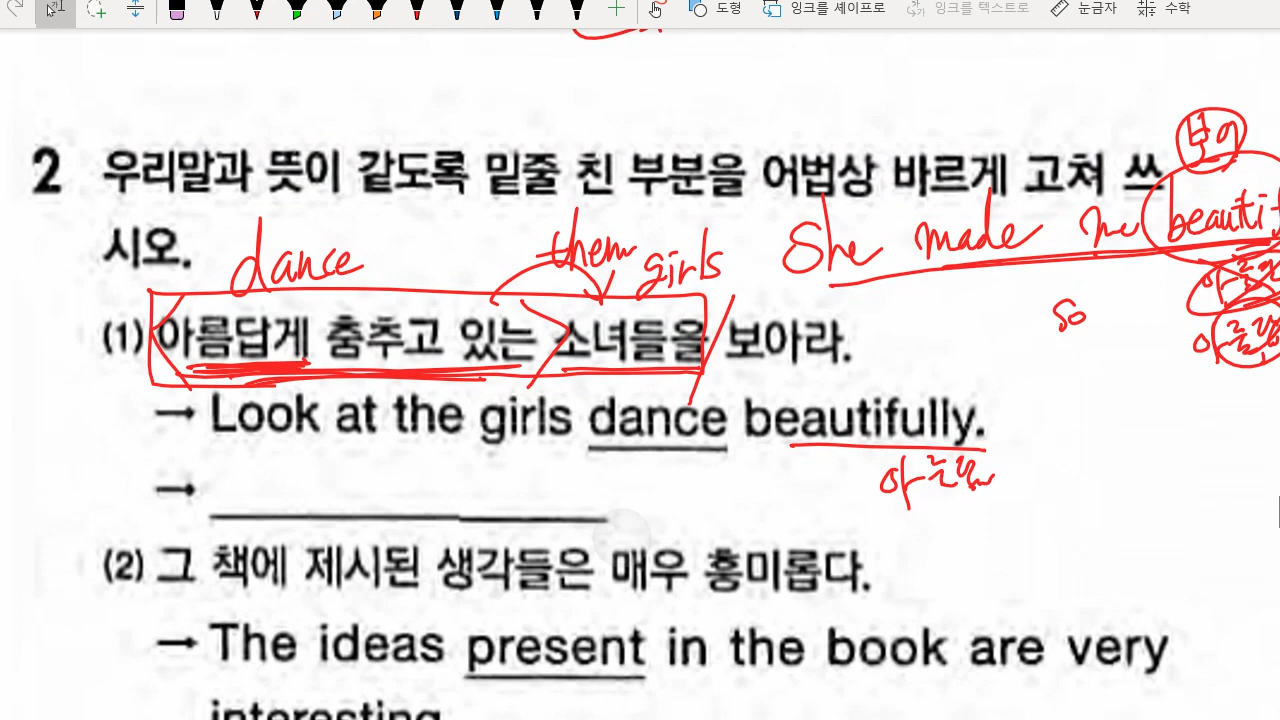 도형 잉크를 셰이프로 잉크를 텍스트로 눈금자 수학
보어
2 우리말과 뜻이 같도록 밑줄 친 부분을 어법상 바르게 고쳐 쓰
시오.
dance them girls She made me
so
(1) 아름답게 춤추고 있는 소녀들을 보아라.
→ Look at the girls dance beautifully.
→
(2) 그 책에 제시된 생각들은 매우 흥미롭다.
→ The ideas present in the book are very
interesting